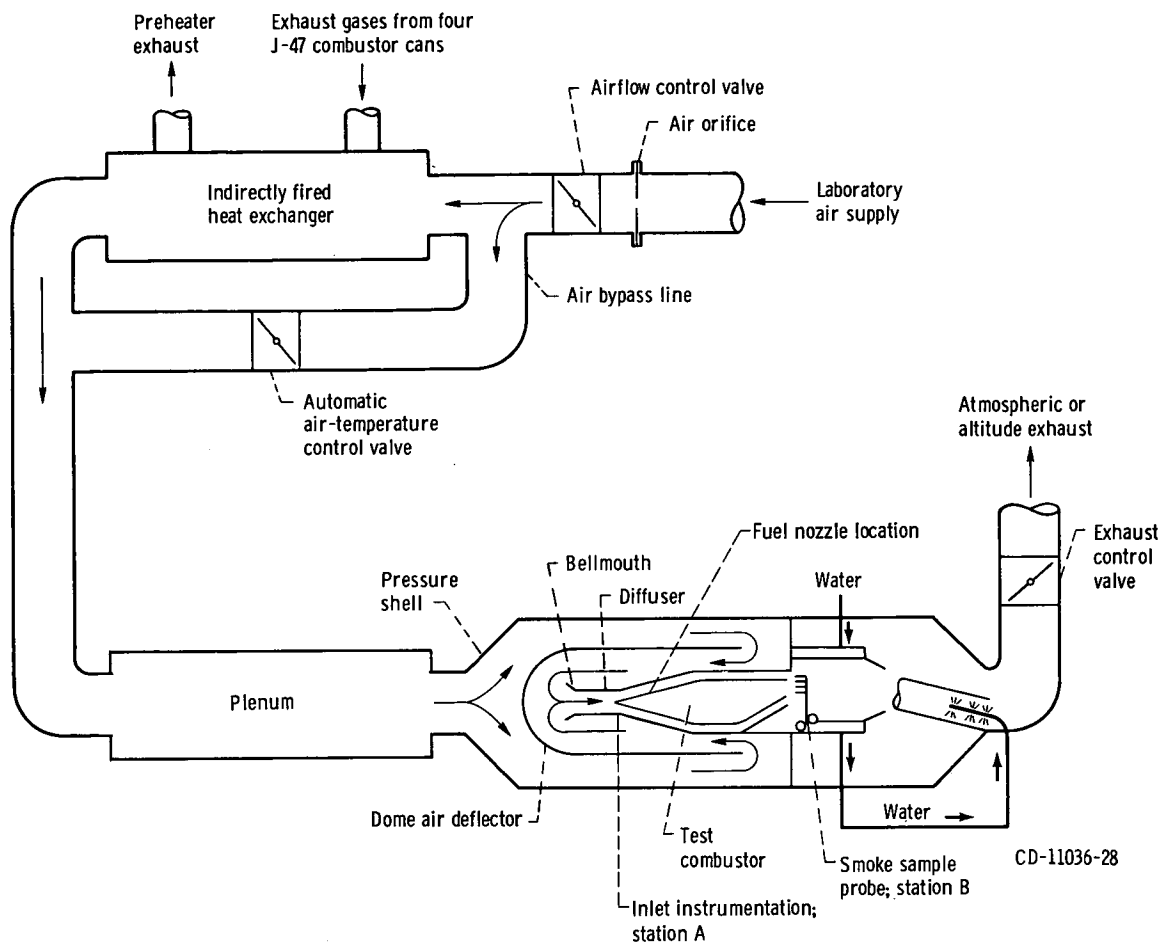 Preheater
exhaust
Exhaust gases from four
J-47 combustor cans
Airflow control valve
Air orifice
Indirectly fired
heat exchanger
Laboratory
air supply
Air bypass line
Automatic
air-temperature
control valve
Atmospheric or
altitude exhaust
Fuel nozzle location
Bellmouth
Exhaust
control
valve
Pressure
shell
Diffuser
Water
Plenum
Dome air deflector
Water
Test
combustor
CD-11036-28
Smoke sample
probe; station B
Inlet instrumentation;
station A